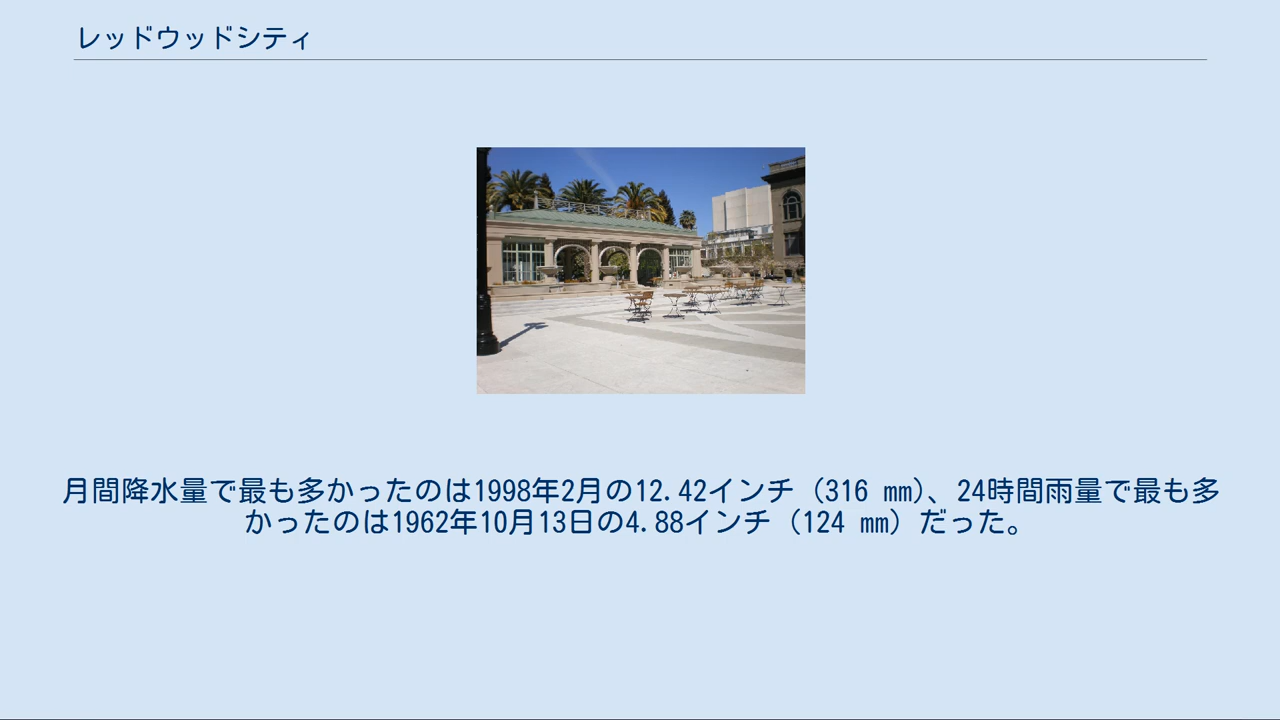 レッドウッドシティ
月間降水量で最も多かったのは1998年2月の12.42インチ（316 mm）、24時間雨量で最も多
かったのは1962年10月13日の4.88インチ（124 mm）だった。